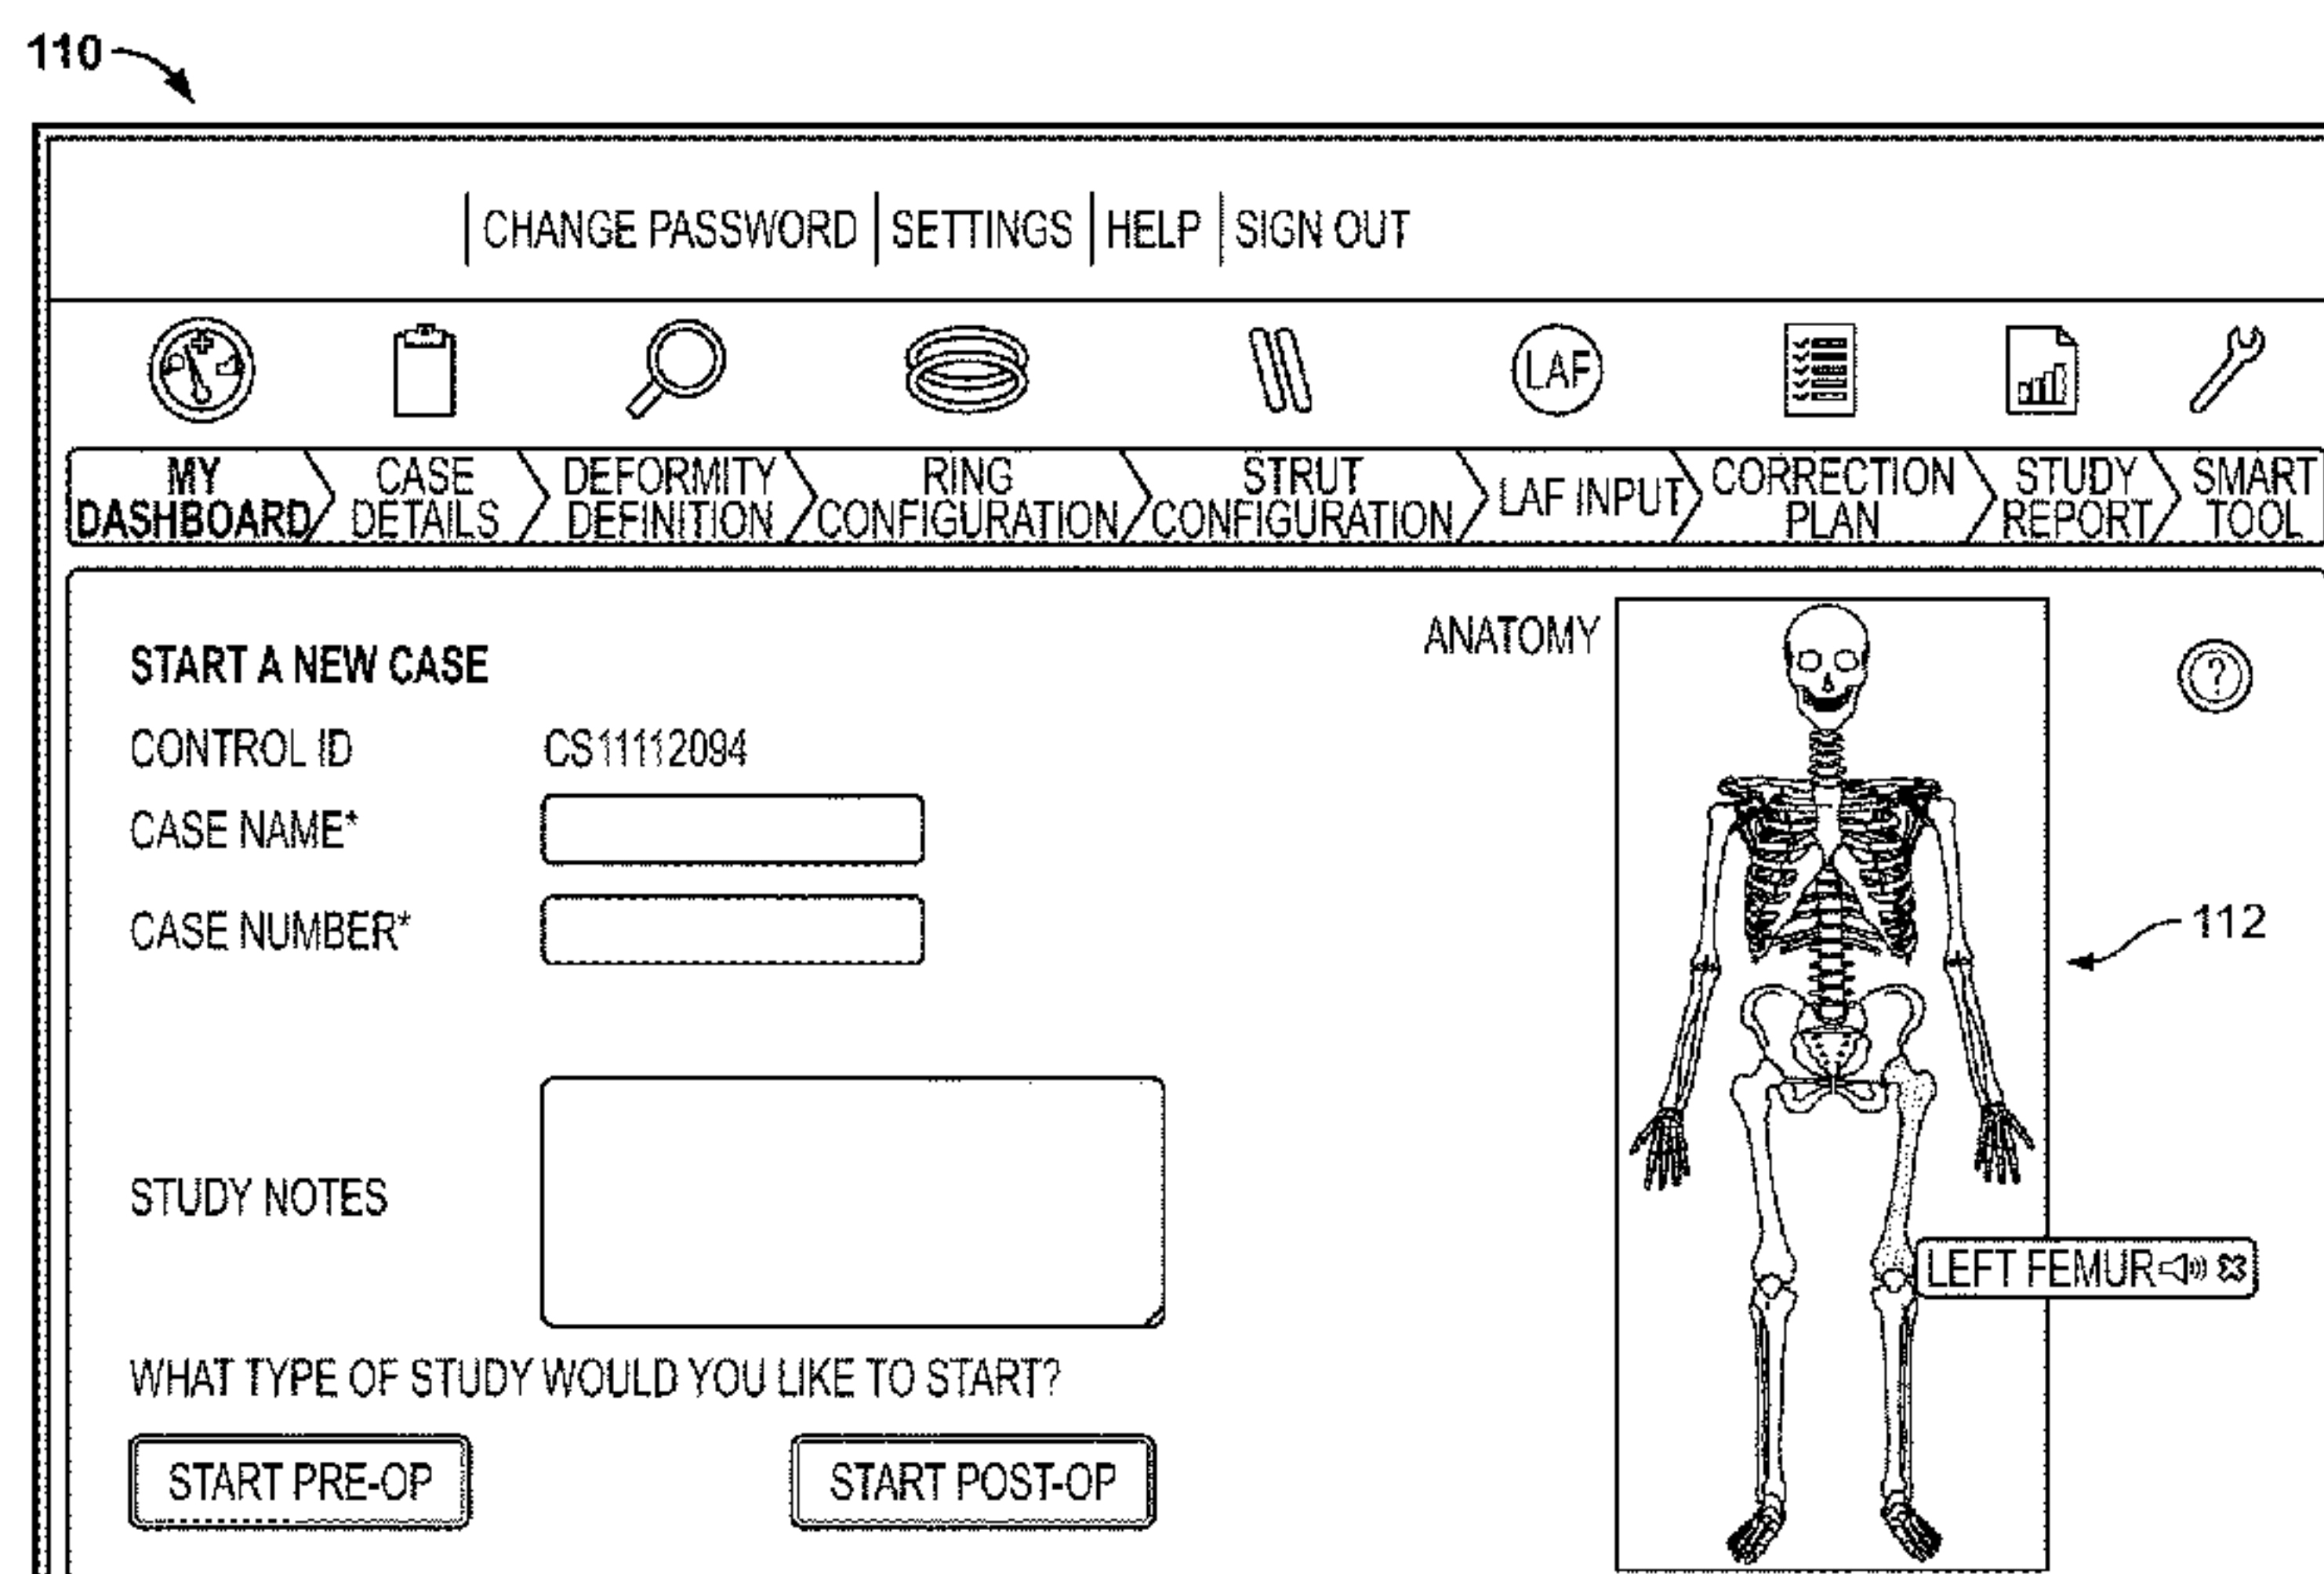 110
CHANGE PASSWORD | SETTINGS | HELP | SIGN OUT
LAF
MY DASHBOARD
CASE DETAILS
DEFORMITY DEFINITION
RING CONFIGURATION
STRUT CONFIGURATION
LAF INPUT
CORRECTION PLAN
STUDY REPORT
SMART TOOL
START A NEW CASE
ANATOMY
?
CONTROL ID CS11112094
CASE NAME*
CASE NUMBER*
112
STUDY NOTES
LEFT FEMUR
WHAT TYPE OF STUDY WOULD YOU LIKE TO START?
START PRE-OP START POST-OP